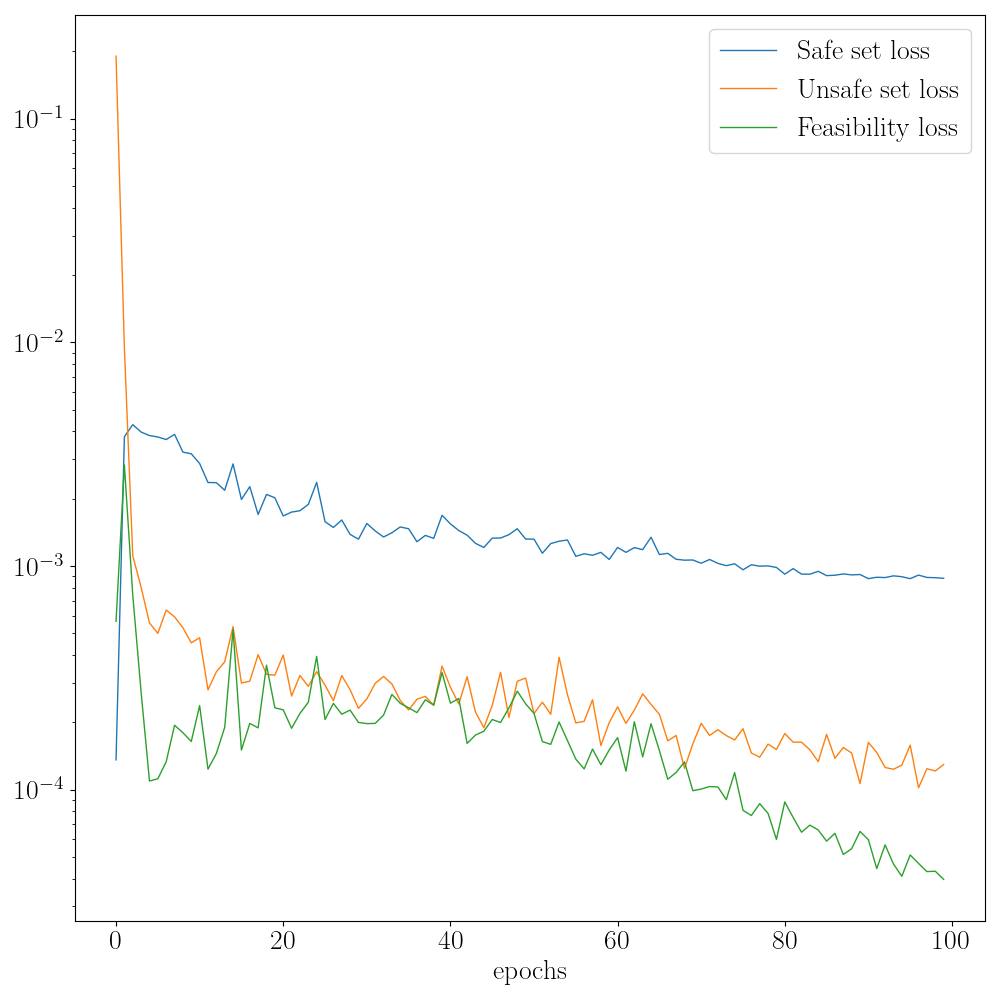 Safe set loss
Unsafe set loss
Feasibility loss
10⁻¹
10⁻²
10⁻³
10⁻⁴
0 20 40 60 80 100
epochs